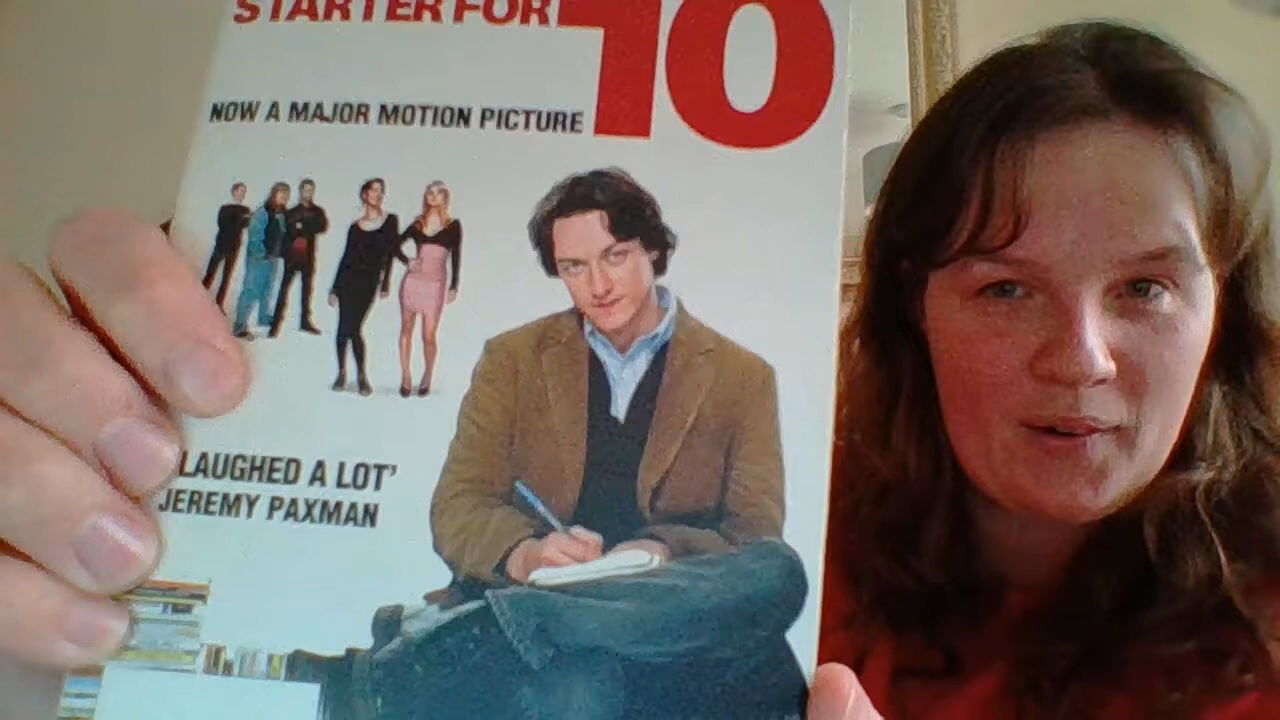 STARTER FOR 10
NOW A MAJOR MOTION PICTURE
LAUGHED A LOT'
JEREMY PAXMAN